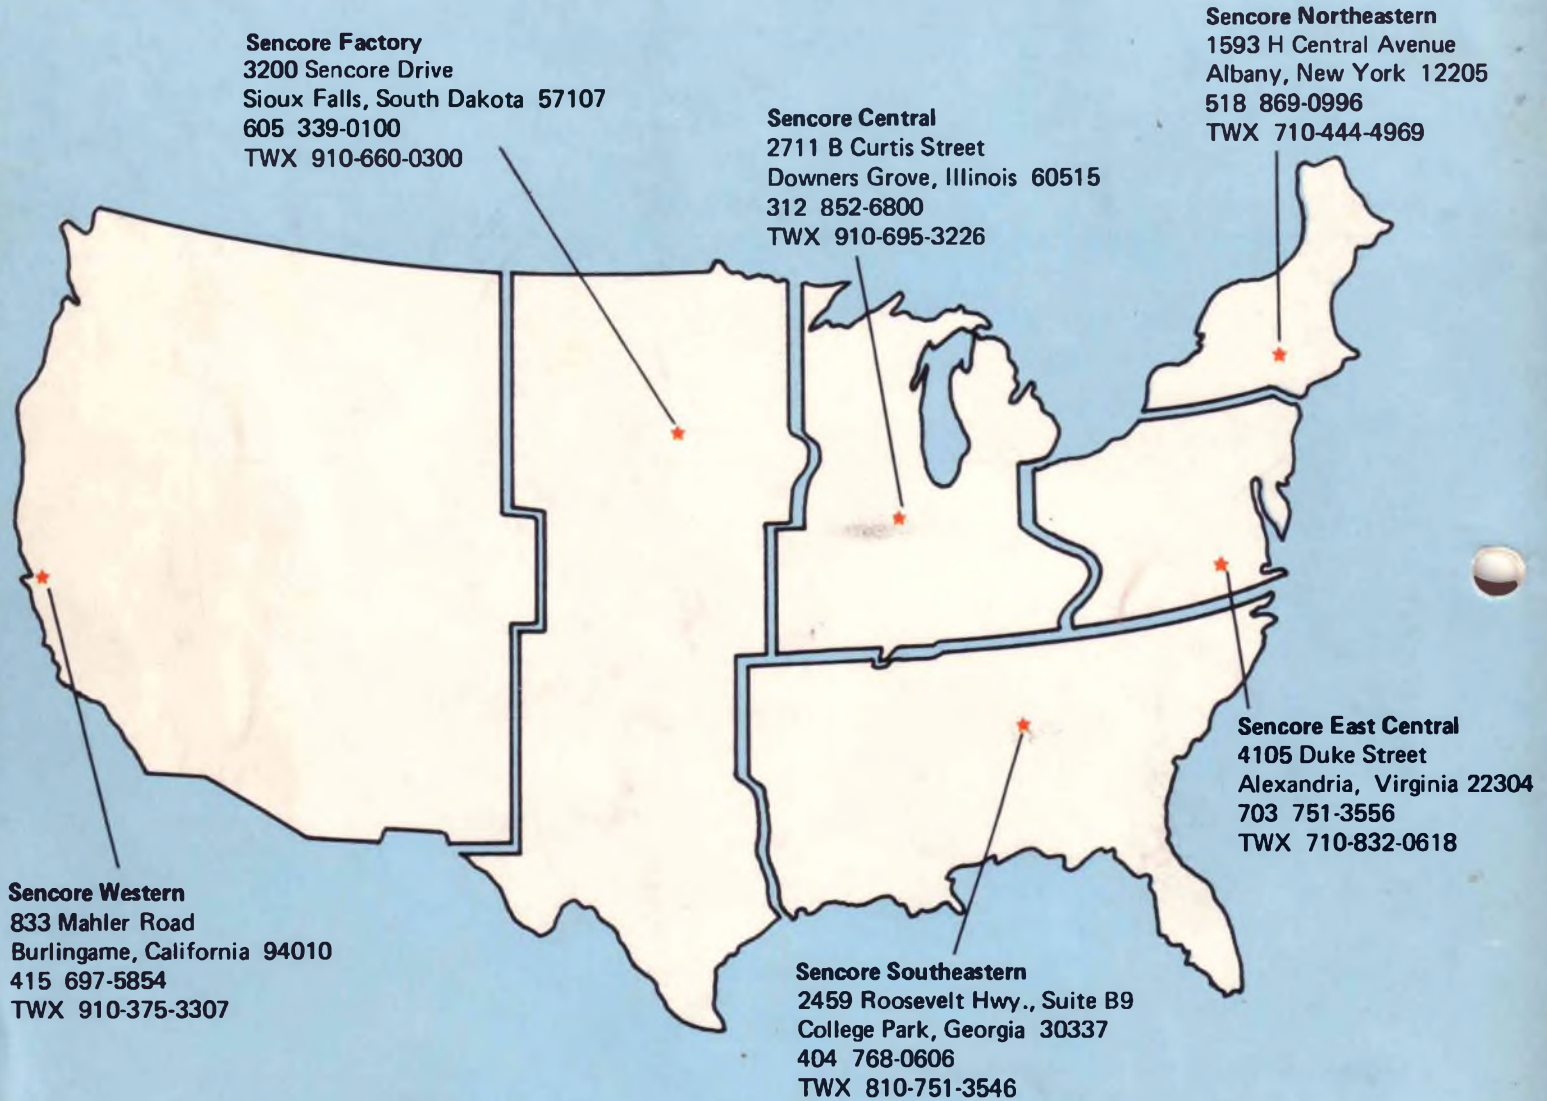 Sencore Factory
3200 Sencore Drive
Sioux Falls, South Dakota 57107
605 339-0100
TWX 910-660-0300
Sencore Central
2711 B Curtis Street
Downers Grove, Illinois 60515
312 852-6800
TWX 910-695-3226
Sencore Northeastern
1593 H Central Avenue
Albany, New York 12205
518 869-0996
TWX 710-444-4969
Sencore East Central
4105 Duke Street
Alexandria, Virginia 22304
703 751-3556
TWX 710-832-0618
Sencore Western
833 Mahler Road
Burlingame, California 94010
415 697-5854
TWX 910-375-3307
Sencore Southeastern
2459 Roosevelt Hwy., Suite B9
College Park, Georgia 30337
404 768-0606
TWX 810-751-3546